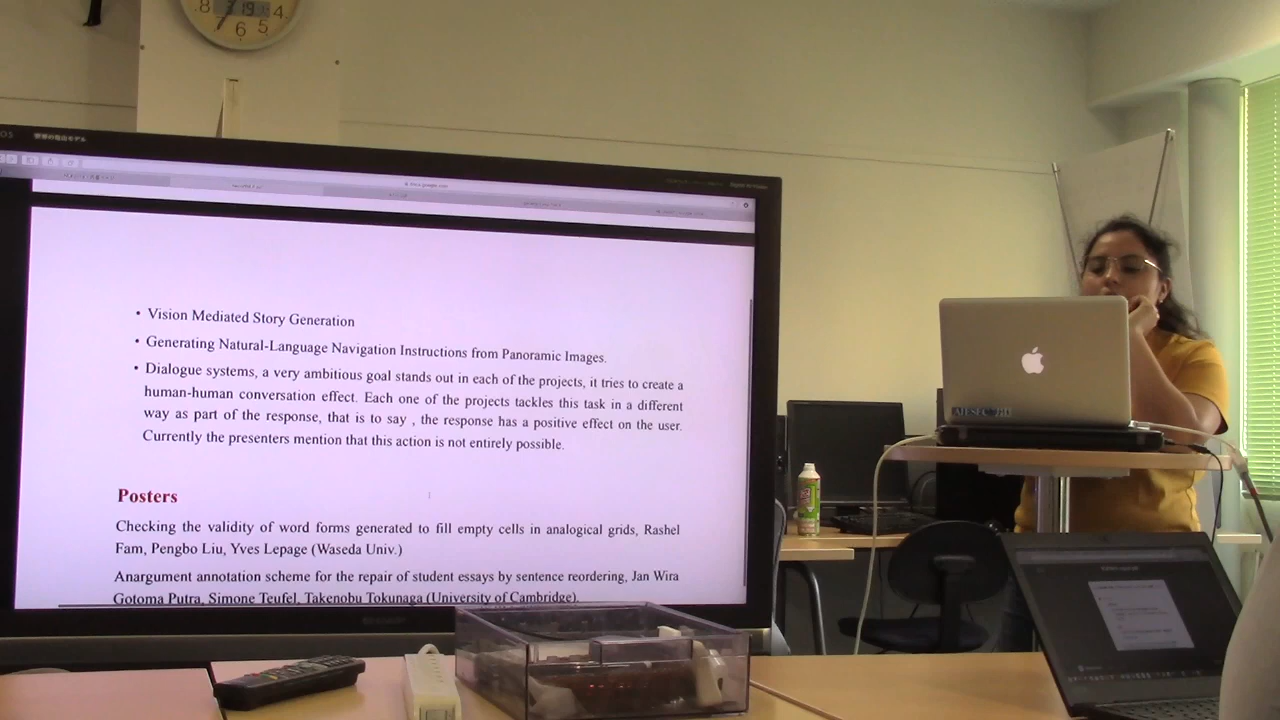 8 4
6 5
• Vision Mediated Story Generation
• Generating Natural-Language Navigation Instructions from Panoramic Images.
• Dialogue systems, a very ambitious goal stands out in each of the projects, it tries to create a
human-human conversation effect. Each one of the projects tackles this task in a different
way as part of the response, that is to say , the response has a positive effect on the user.
Currently the presenters mention that this action is not entirely possible.
Posters
Checking the validity of word forms generated to fill empty cells in analogical grids, Rashel
Fam, Pengbo Liu, Yves Lepage (Waseda Univ.)
Anargument annotation scheme for the repair of student essays by sentence reordering, Jan Wira
Gotoma Putra, Simone Teufel, Takenobu Tokunaga (University of Cambridge).
AIESEC